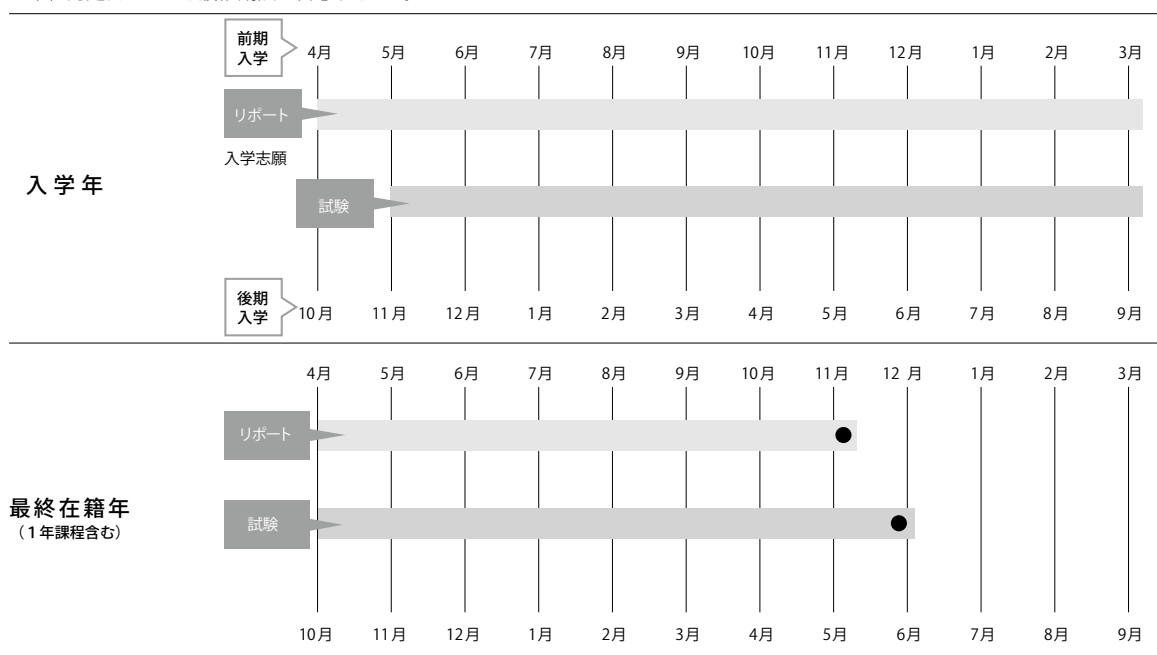 前期
入学
4月 5月 6月 7月 8月 9月 10月 11月 12月 1月 2月 3月
リポート
入学志願
入学年
試験
後期
入学
10月 11月 12月 1月 2月 3月 4月 5月 6月 7月 8月 9月
4月 5月 6月 7月 8月 9月 10月 11月 12月 1月 2月 3月
リポート
最終在籍年
（1年課程含む）
試験
10月 11月 12月 1月 2月 3月 4月 5月 6月 7月 8月 9月